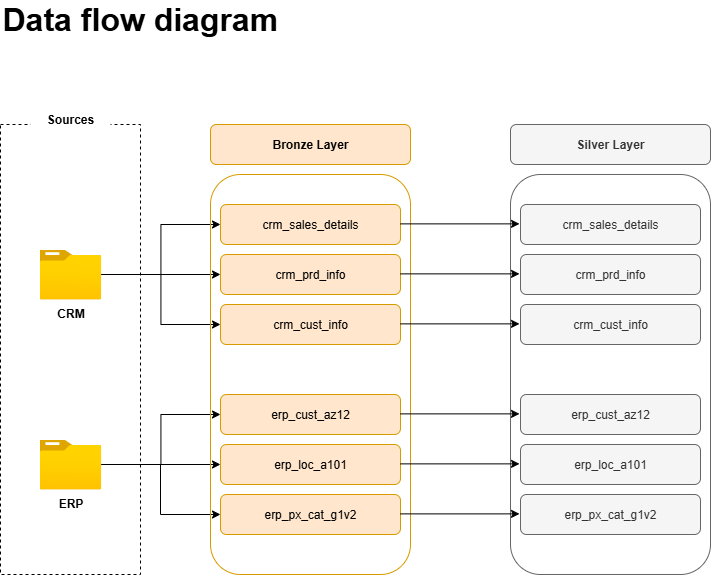 Data flow diagram
Sources
Bronze Layer
Silver Layer
crm_sales_details
crm_sales_details
crm_prd_info
crm_prd_info
CRM
crm_cust_info
crm_cust_info
erp_cust_az12
erp_cust_az12
erp_loc_a101
erp_loc_a101
ERP
erp_px_cat_g1v2
erp_px_cat_g1v2